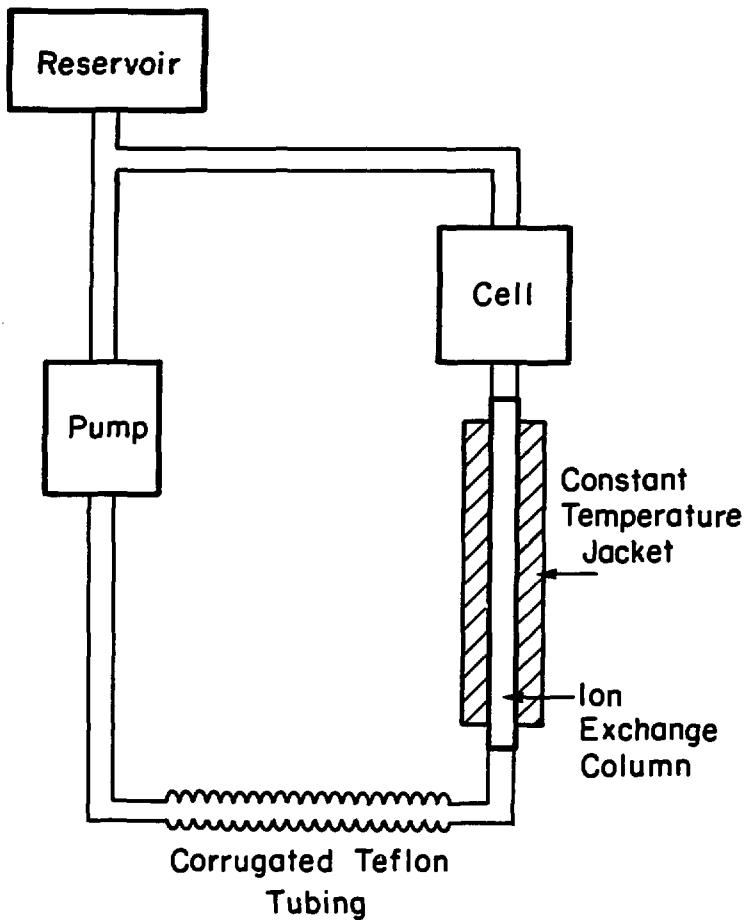 Reservoir
Cell
Pump
Constant
Temperature
Jacket
Ion
Exchange
Column
Corrugated Teflon
Tubing